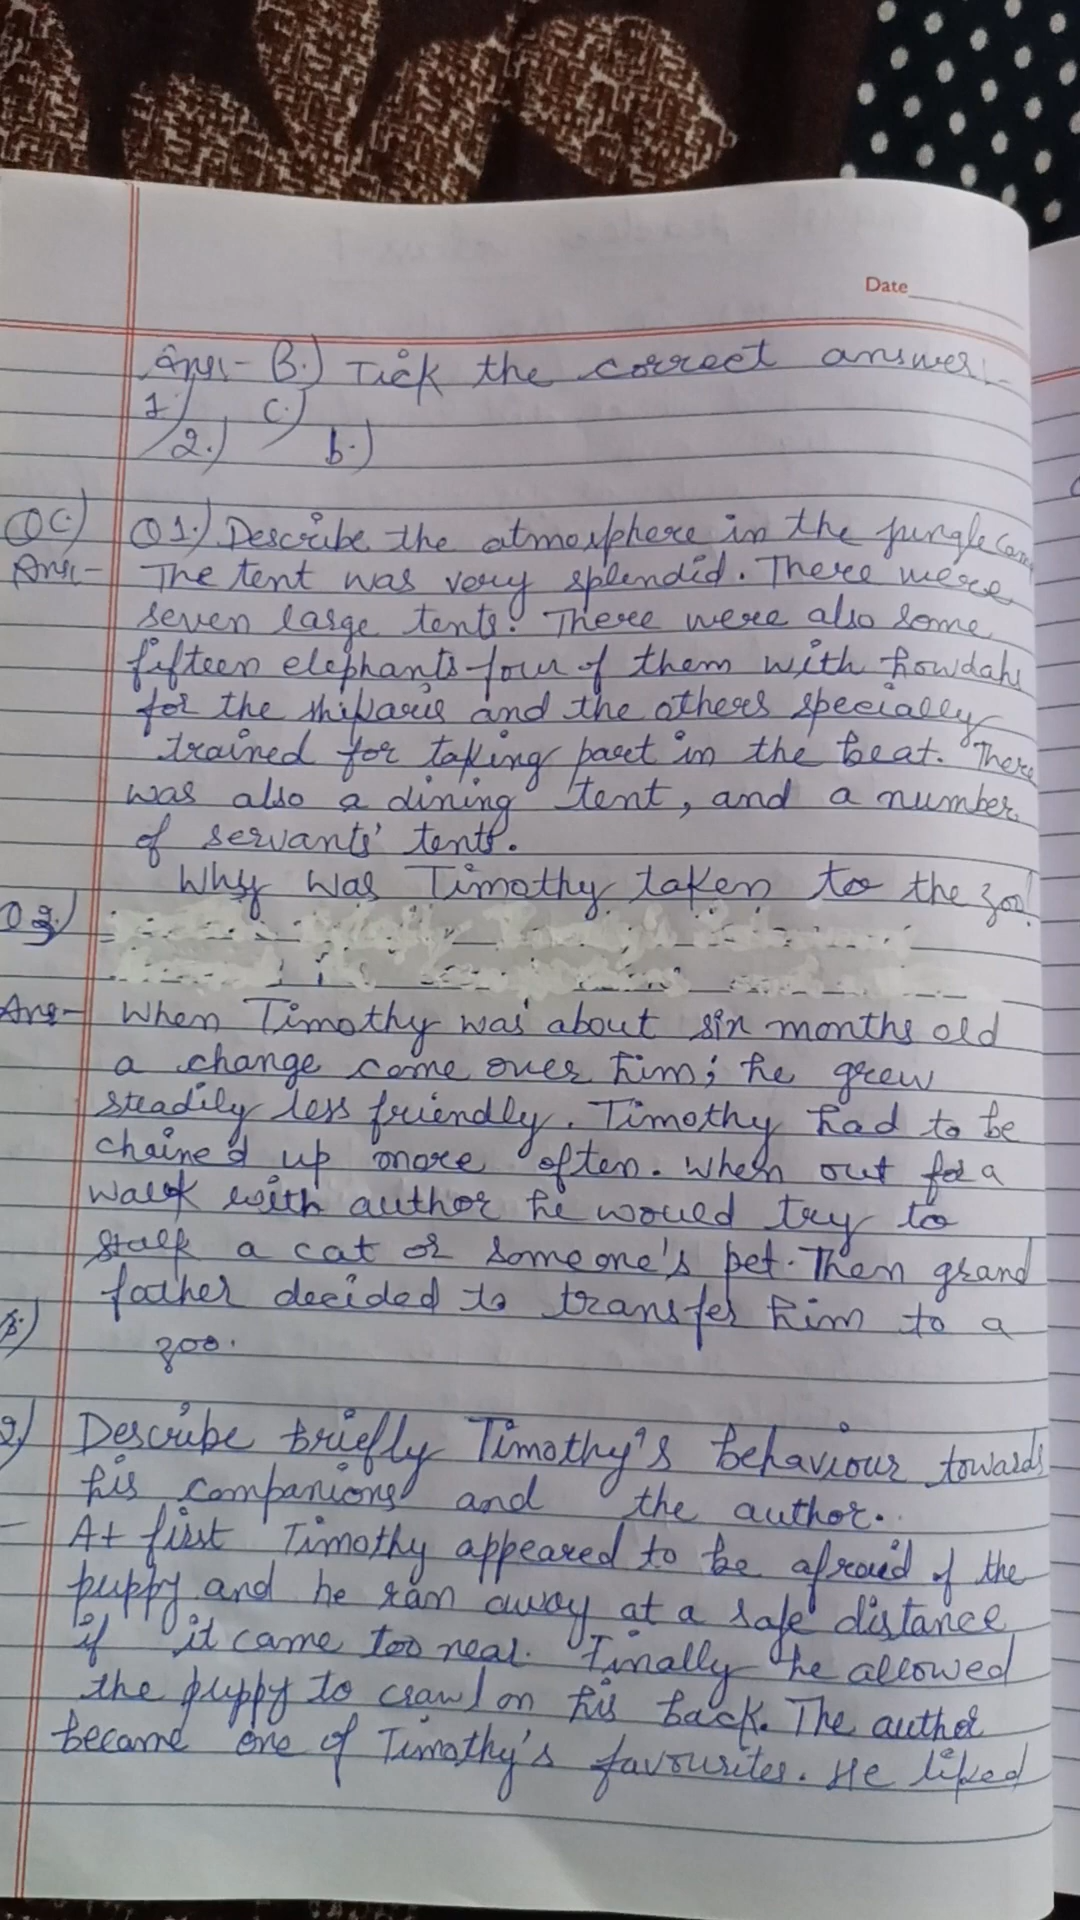 Date
Ans:- B.) Tick the correct answer:-
1.) c.)
2.) b.)
Q C.) Q 1.) Describe the atmosphere in the jungle
Ans:- The tent was very splendid. There were
seven large tents. There were also some
fifteen elephants-four of them with howdahs
for the shikaris and the others specially
trained for taking part in the beat. There
was also a dining tent, and a number
of servants' tents.
Why was Timothy taken to the zoo?
Q 3.)
Ans- When Timothy was about six months old
a change came over him; he grew
steadily less friendly. Timothy had to be
chained up more often. When out for a
walk with author he would try to
stalk a cat or someone's pet. Then grand
father decided to transfer him to a
zoo.
2.) Describe briefly Timothy's behaviour towards
his companions and the author.
- At first Timothy appeared to be afraid of the
puppy and he ran away at a safe distance
if it came too near. Finally he allowed
the puppy to crawl on his back. The author
became one of Timothy's favourites. He liked